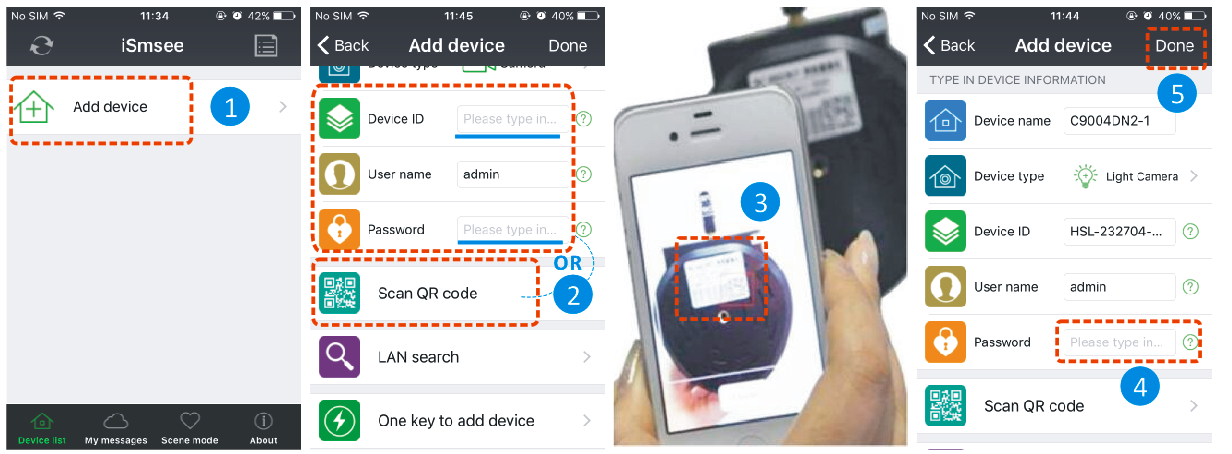 No SIM 11:34 42%
iSmsee
Add device
1
Device list My messages Scene mode About
No SIM 11:45 40%
Back Add device Done
Device type Camera
Device ID Please type in... ?
User name admin ?
Password Please type in... ?
OR
2
Scan QR code
LAN search
One key to add device
3
No SIM 11:44 40%
Back Add device Done
5
TYPE IN DEVICE INFORMATION
Device name C9004DN2-1
Device type Light Camera
Device ID HSL-232704-... ?
User name admin ?
Password Please type in... ?
4
Scan QR code